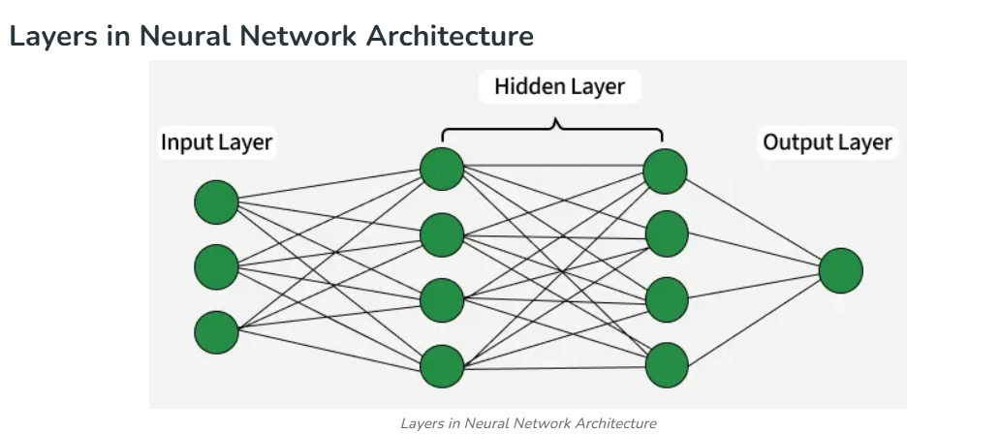 Layers in Neural Network Architecture
Hidden Layer
Input Layer
Output Layer
Layers in Neural Network Architecture